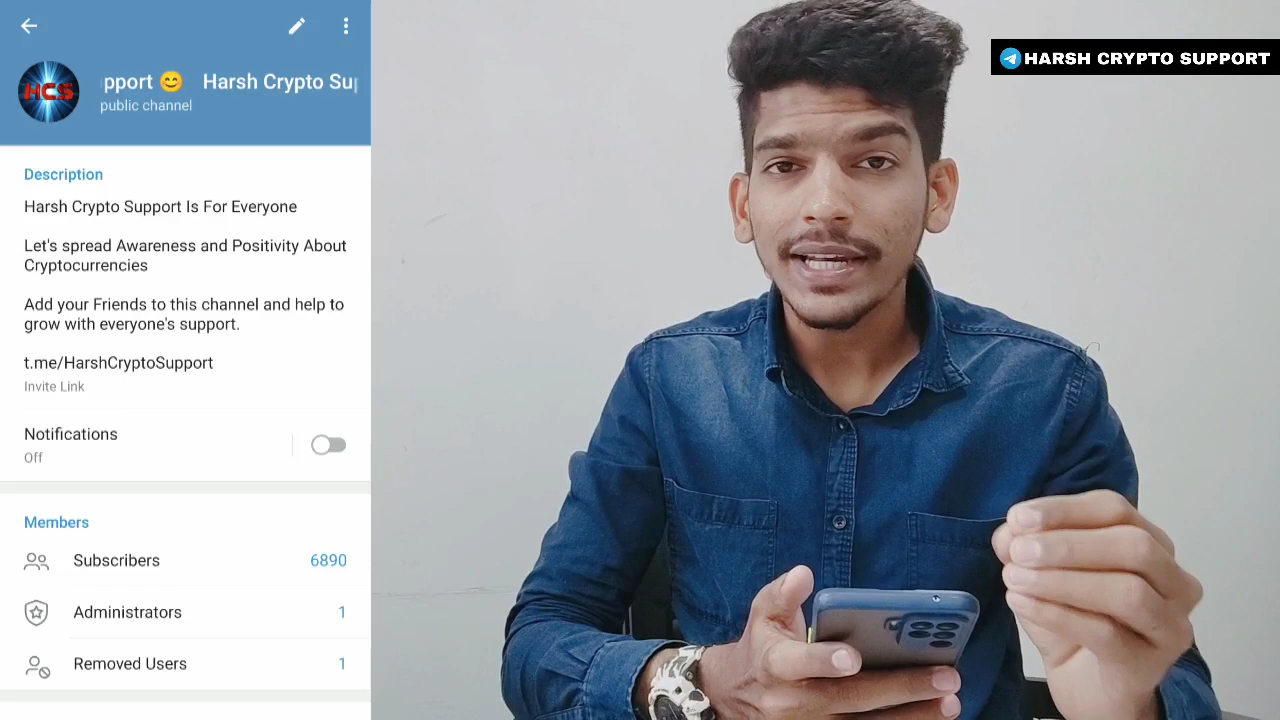 pport 😊 Harsh Crypto Su
public channel
HCS
Description
Harsh Crypto Support Is For Everyone
Let's spread Awareness and Positivity About
Cryptocurrencies
Add your Friends to this channel and help to
grow with everyone's support.
t.me/HarshCryptoSupport
Invite Link
Notifications
Off
Members
Subscribers 6890
Administrators 1
Removed Users 1
HARSH CRYPTO SUPPORT